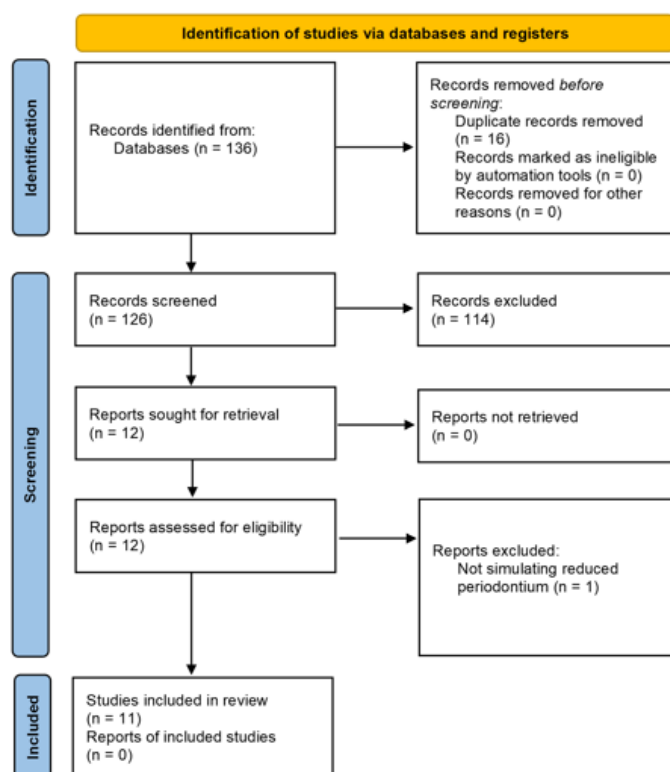 Identification of studies via databases and registers
Identification
Records identified from:
Databases (n = 136)
Records removed before
screening:
Duplicate records removed
(n = 16)
Records marked as ineligible
by automation tools (n = 0)
Records removed for other
reasons (n = 0)
Screening
Records screened
(n = 126)
Records excluded
(n = 114)
Reports sought for retrieval
(n = 12)
Reports not retrieved
(n = 0)
Reports assessed for eligibility
(n = 12)
Reports excluded:
Not simulating reduced
periodontium (n = 1)
Included
Studies included in review
(n = 11)
Reports of included studies
(n = 0)